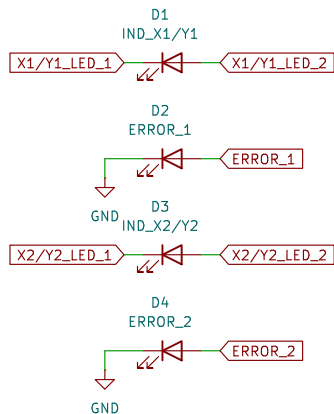 D1
IND_X1/Y1
X1/Y1_LED_1 X1/Y1_LED_2
D2
ERROR_1
ERROR_1
GND
D3
IND_X2/Y2
X2/Y2_LED_1 X2/Y2_LED_2
D4
ERROR_2
ERROR_2
GND